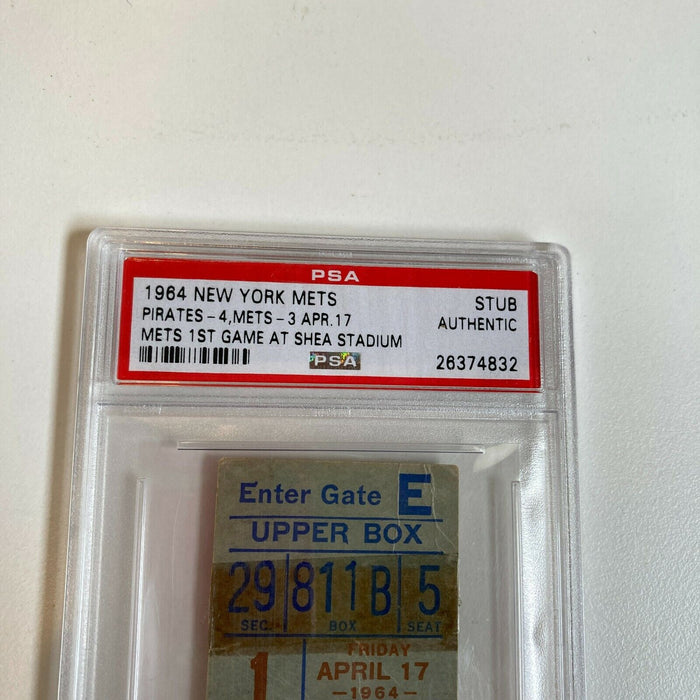 PSA
1964 NEW YORK METS STUB
PIRATES - 4, METS - 3 APR. 17 AUTHENTIC
METS 1ST GAME AT SHEA STADIUM
PSA 26374832
Enter Gate E
UPPER BOX
29 811B 5
SEC. BOX SEAT
1 FRIDAY
APRIL 17
-1964-